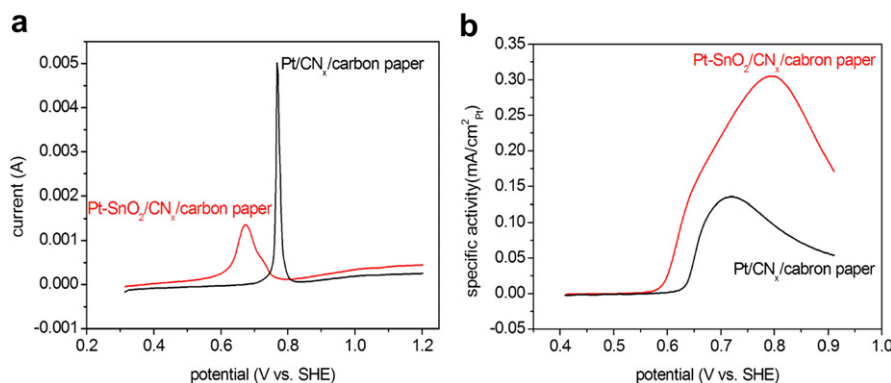 a
0.005
0.004
0.003
0.002
0.001
0.000
-0.001
current (A)
Pt/CNx/carbon paper
Pt-SnO2/CNx/carbon paper
0.2 0.4 0.6 0.8 1.0 1.2
potential (V vs. SHE)
b
0.35
0.30
0.25
0.20
0.15
0.10
0.05
0.00
-0.05
specific activity(mA/cm2Pt)
Pt-SnO2/CNx/cabron paper
Pt/CNx/cabron paper
0.4 0.5 0.6 0.7 0.8 0.9 1.0
potential (V vs. SHE)